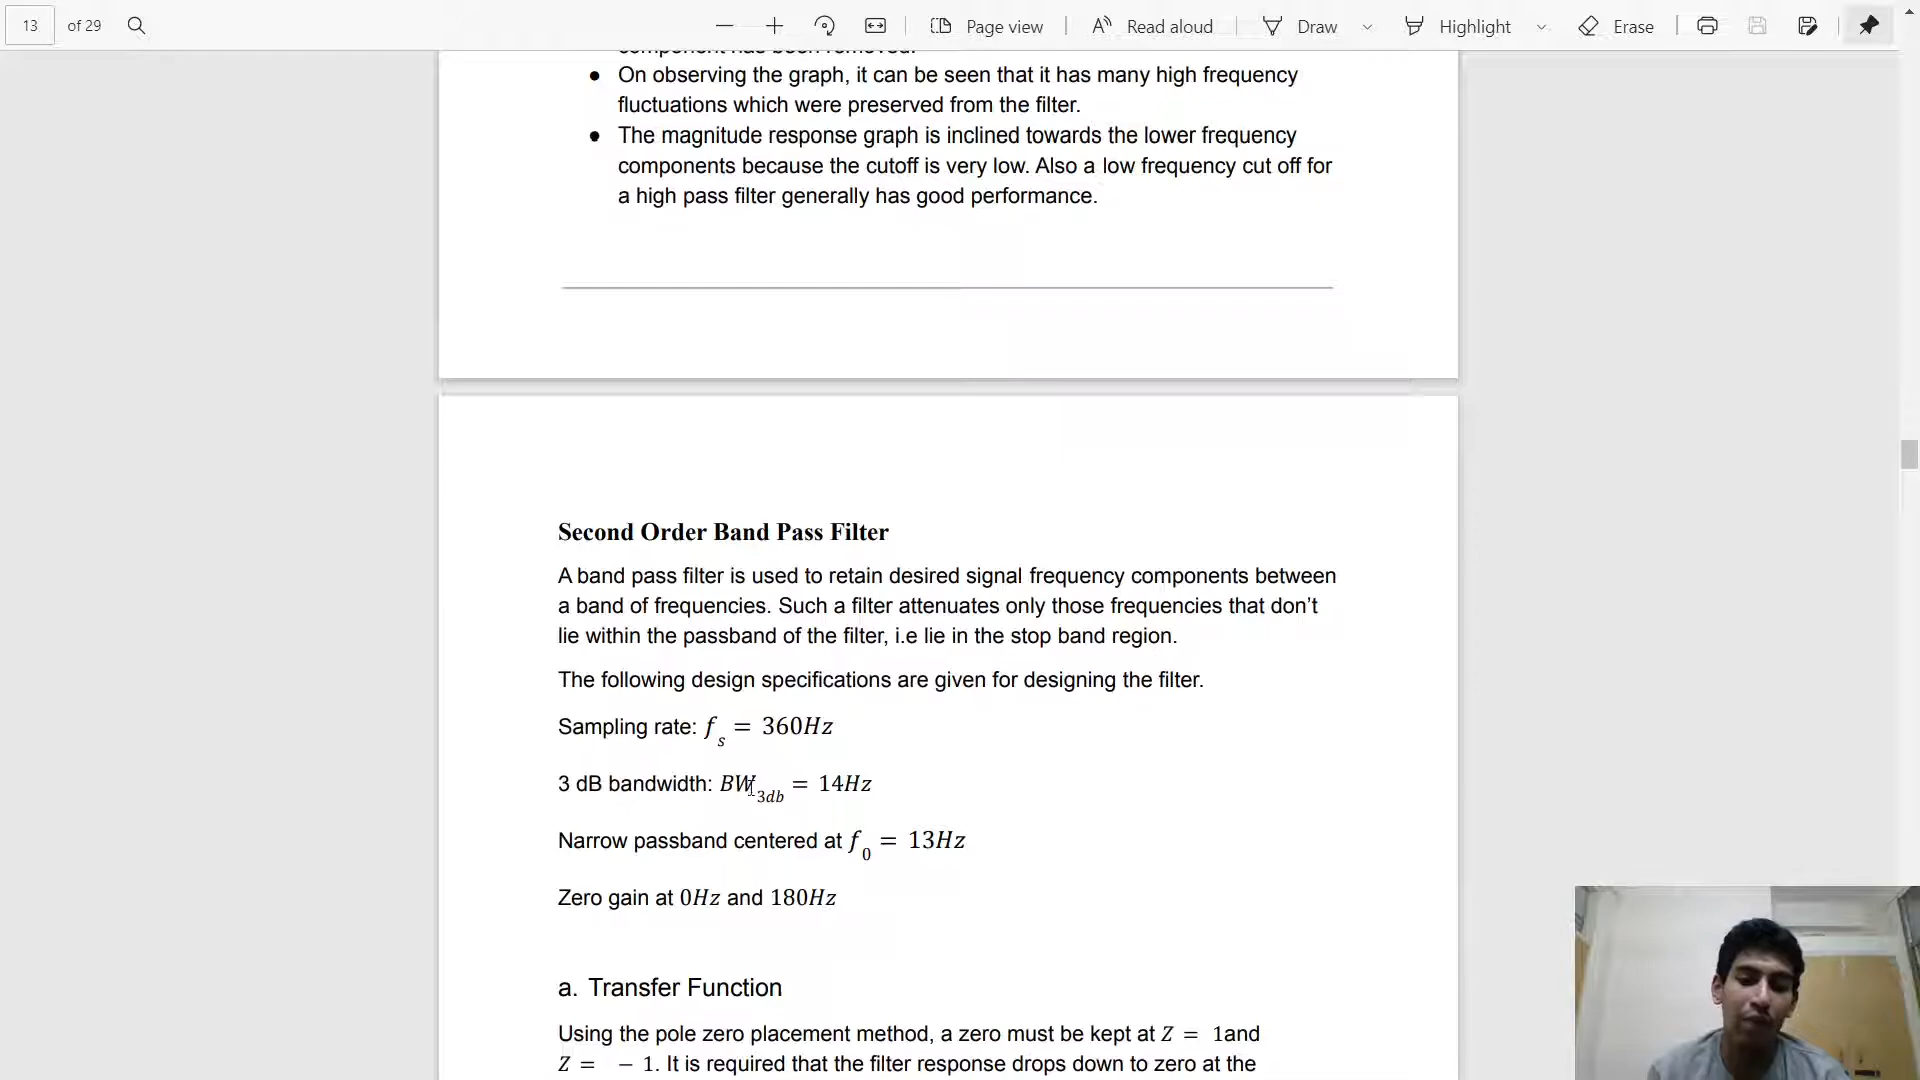 13 of 29 Page view Read aloud Draw Highlight Erase
component has been removed.
● On observing the graph, it can be seen that it has many high frequency
fluctuations which were preserved from the filter.
● The magnitude response graph is inclined towards the lower frequency
components because the cutoff is very low. Also a low frequency cut off for
a high pass filter generally has good performance.
Second Order Band Pass Filter
A band pass filter is used to retain desired signal frequency components between
a band of frequencies. Such a filter attenuates only those frequencies that don’t
lie within the passband of the filter, i.e lie in the stop band region.
The following design specifications are given for designing the filter.
Sampling rate: f_s = 360Hz
3 dB bandwidth: BW_3db = 14Hz
Narrow passband centered at f_0 = 13Hz
Zero gain at 0Hz and 180Hz
a. Transfer Function
Using the pole zero placement method, a zero must be kept at Z = 1and
Z = − 1. It is required that the filter response drops down to zero at the